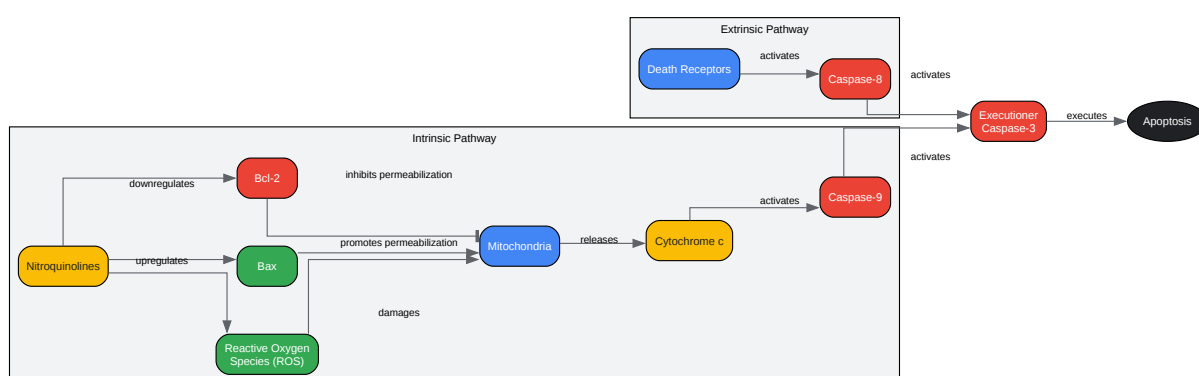 Extrinsic Pathway
Death Receptors
activates
Caspase-8
activates
Executioner
Caspase-3
executes
Apoptosis
Intrinsic Pathway
Nitroquinolines
downregulates
Bcl-2
inhibits permeabilization
upregulates
Bax
promotes permeabilization
Reactive Oxygen
Species (ROS)
damages
Mitochondria
releases
Cytochrome c
activates
Caspase-9
activates